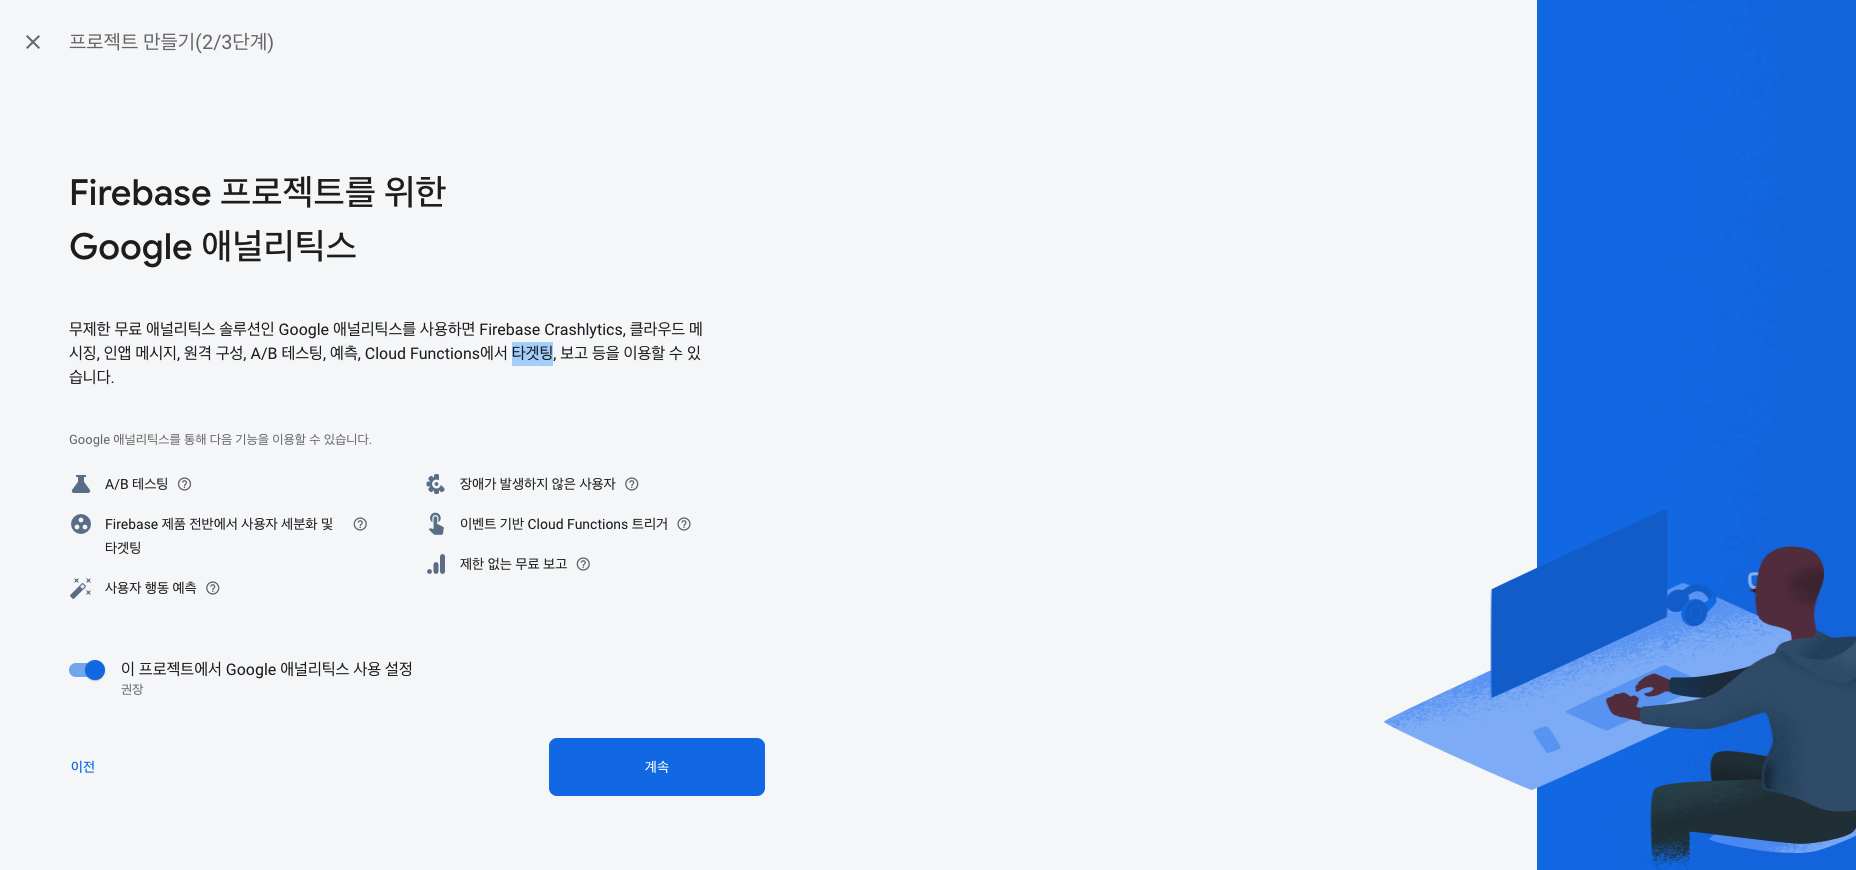 프로젝트 만들기(2/3단계)
Firebase 프로젝트를 위한
Google 애널리틱스
무제한 무료 애널리틱스 솔루션인 Google 애널리틱스를 사용하면 Firebase Crashlytics, 클라우드 메
시징, 인앱 메시지, 원격 구성, A/B 테스팅, 예측, Cloud Functions에서 타겟팅, 보고 등을 이용할 수 있
습니다.
Google 애널리틱스를 통해 다음 기능을 이용할 수 있습니다.
A/B 테스팅
Firebase 제품 전반에서 사용자 세분화 및
타겟팅
사용자 행동 예측
장애가 발생하지 않은 사용자
이벤트 기반 Cloud Functions 트리거
제한 없는 무료 보고
이 프로젝트에서 Google 애널리틱스 사용 설정
권장
이전
계속